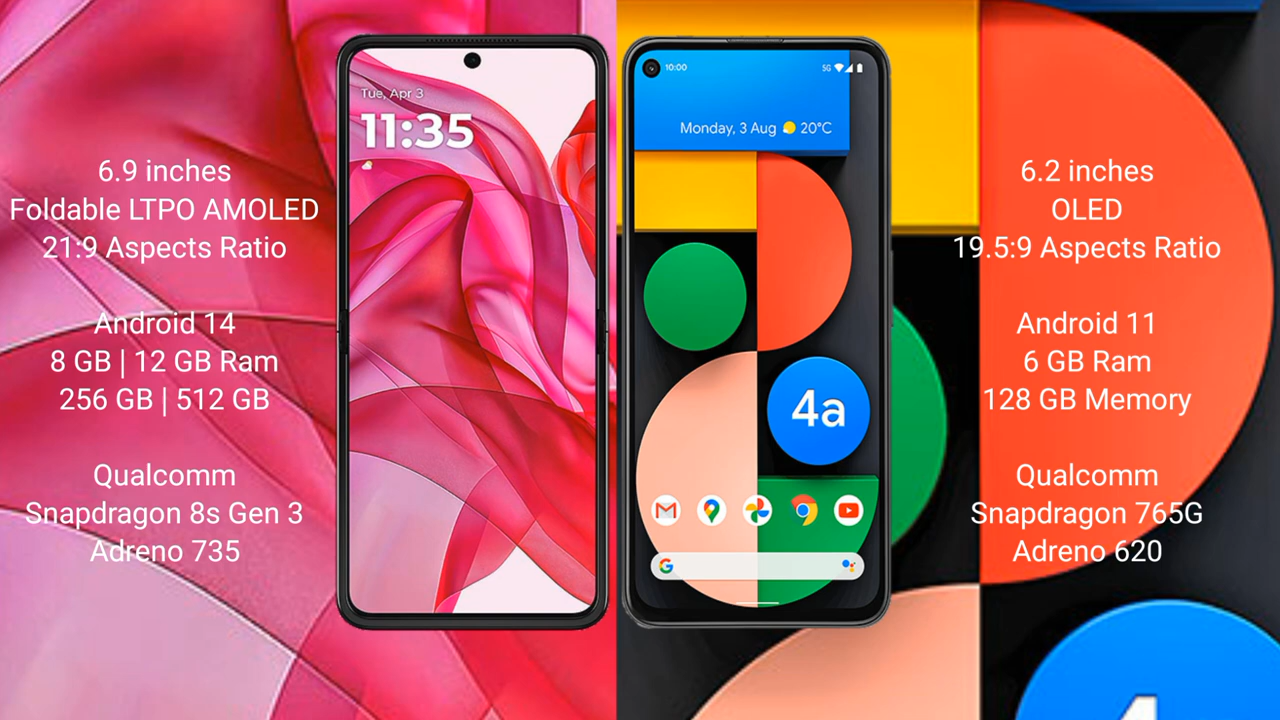 6.9 inches
Foldable LTPO AMOLED
21:9 Aspects Ratio
Android 14
8 GB | 12 GB Ram
256 GB | 512 GB
Qualcomm
Snapdragon 8s Gen 3
Adreno 735
Tue, Apr 3
11:35
10:00
5G
Monday, 3 Aug 20°C
4a
6.2 inches
OLED
19.5:9 Aspects Ratio
Android 11
6 GB Ram
128 GB Memory
Qualcomm
Snapdragon 765G
Adreno 620